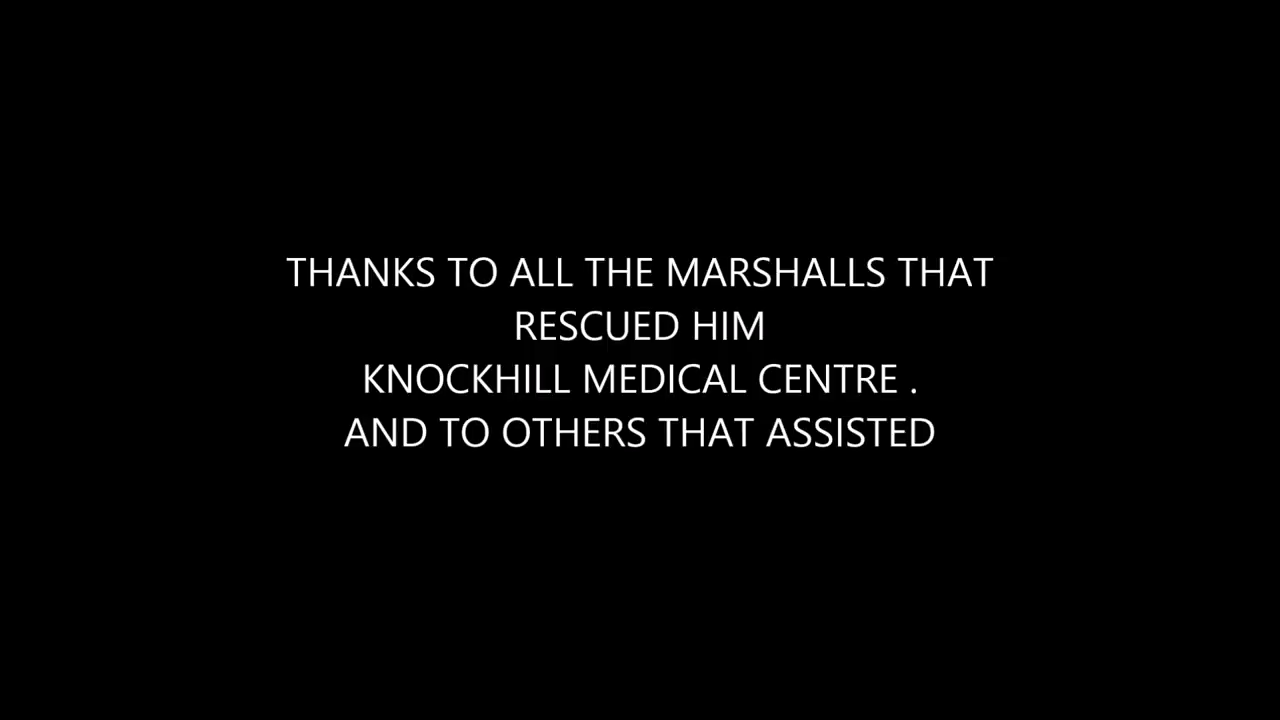 THANKS TO ALL THE MARSHALLS THAT
RESCUED HIM
KNOCKHILL MEDICAL CENTRE .
AND TO OTHERS THAT ASSISTED